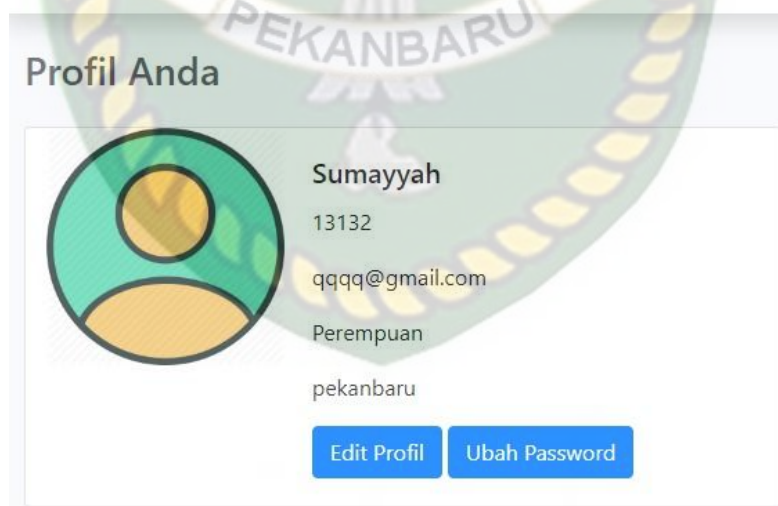 PEKANBARU
Profil Anda
Sumayyah
13132
qqqq@gmail.com
Perempuan
pekanbaru
Edit Profil Ubah Password